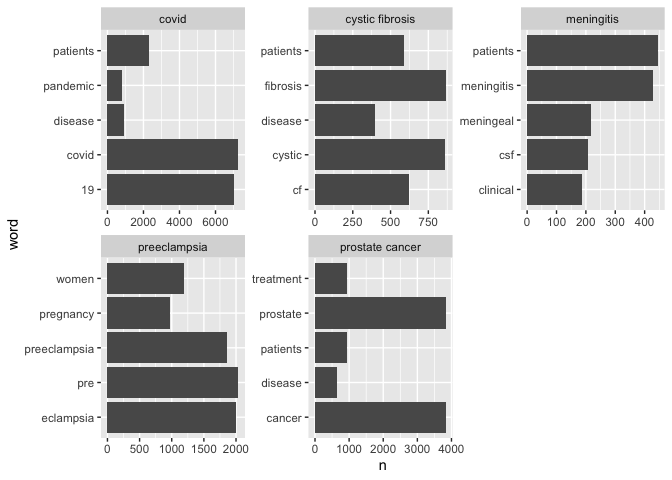 covid
patients
pandemic
disease
covid
19
0 2000 4000 6000
cystic fibrosis
patients
fibrosis
disease
cystic
cf
0 250 500 750
meningitis
patients
meningitis
meningeal
csf
clinical
0 100 200 300 400
word
preeclampsia
women
pregnancy
preeclampsia
pre
eclampsia
0 500 1000 1500 2000
prostate cancer
treatment
prostate
patients
disease
cancer
0 1000 2000 3000 4000
n